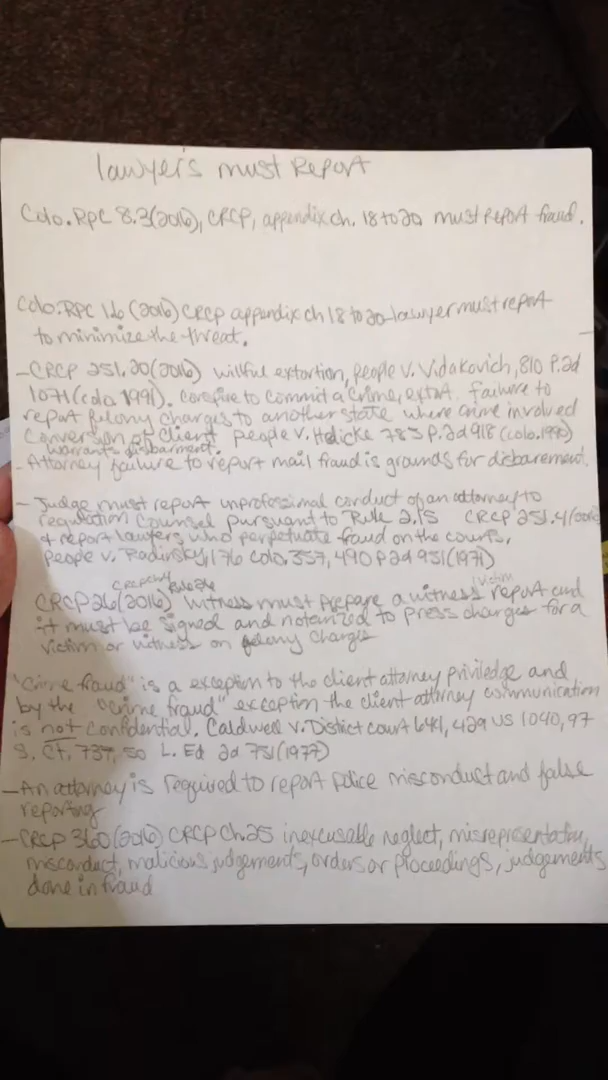 lawyer's must Report
Colo.Rpc 8.3(2016), CRCP, appendix ch. 18 to 20 must Report fraud.
Colo.RPC 1.6 (2016) CRCP appendix ch 18 to 20 lawyer must report
to minimize the threat.
-CRCP 251.20(2016) willful extortion, people v. Vidakovich, 810 P.2d
1071 (colo. 1991). conspire to commit a crime, extort. failure to
report felony charges to another state where crime involved
Conversion of client people v. Hedicke 785 P.2d 918 (colo. 1990)
warrants disbarment.
- Attorney failure to report mail fraud is grounds for disbarement.
- Judge must report unprofessional conduct of an attorney to
regulation Counsel pursuant to Rule 2.15 CRCP 251.4
& report lawyers who perpetuate fraud on the courts,
People v. Radinsky, 176 Colo. 357, 490 P.2d 951 (1971)
CRCP 26 (2016) witness must prepare a witness victim report and
it must be signed and notarized to press charges for a
victim or witness on felony charges
"Crime fraud" is a exception to the client attorney priviledge and
by the "crime fraud" exception the client attorney communication
is not confidential. Caldwell v. District court 641, 429 US 1040, 97
S. Ct. 739, 50 L. Ed 2d 751 (1977)
-An attorney is required to report police misconduct and false
reporting
-CRCP 360 (2016) CRCP Ch.25 inexcusable neglect, misrepresentation,
misconduct, malicious judgements, orders or proceedings, judgements
done in fraud